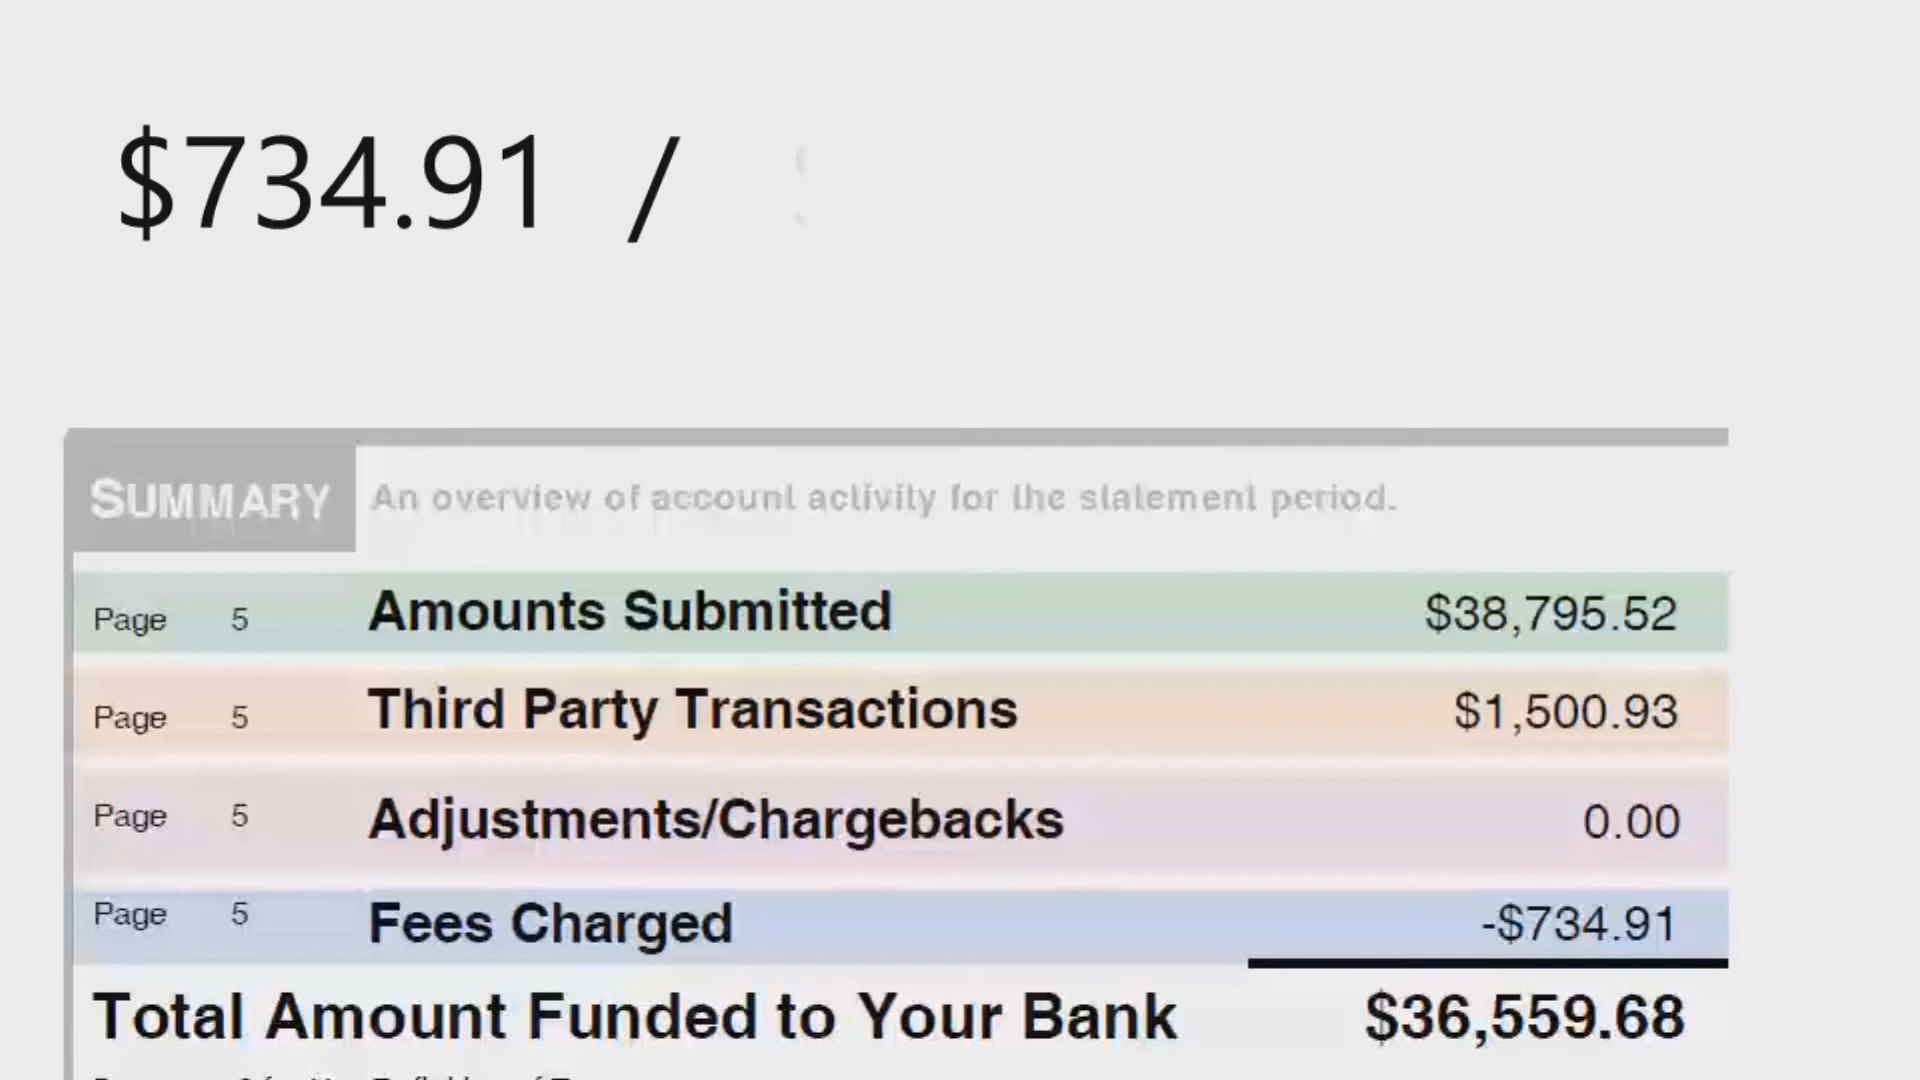 $734.91 /
SUMMARY An overview of account activity for the statement period.
Page 5 Amounts Submitted $38,795.52
Page 5 Third Party Transactions $1,500.93
Page 5 Adjustments/Chargebacks 0.00
Page 5 Fees Charged -$734.91
Total Amount Funded to Your Bank $36,559.68